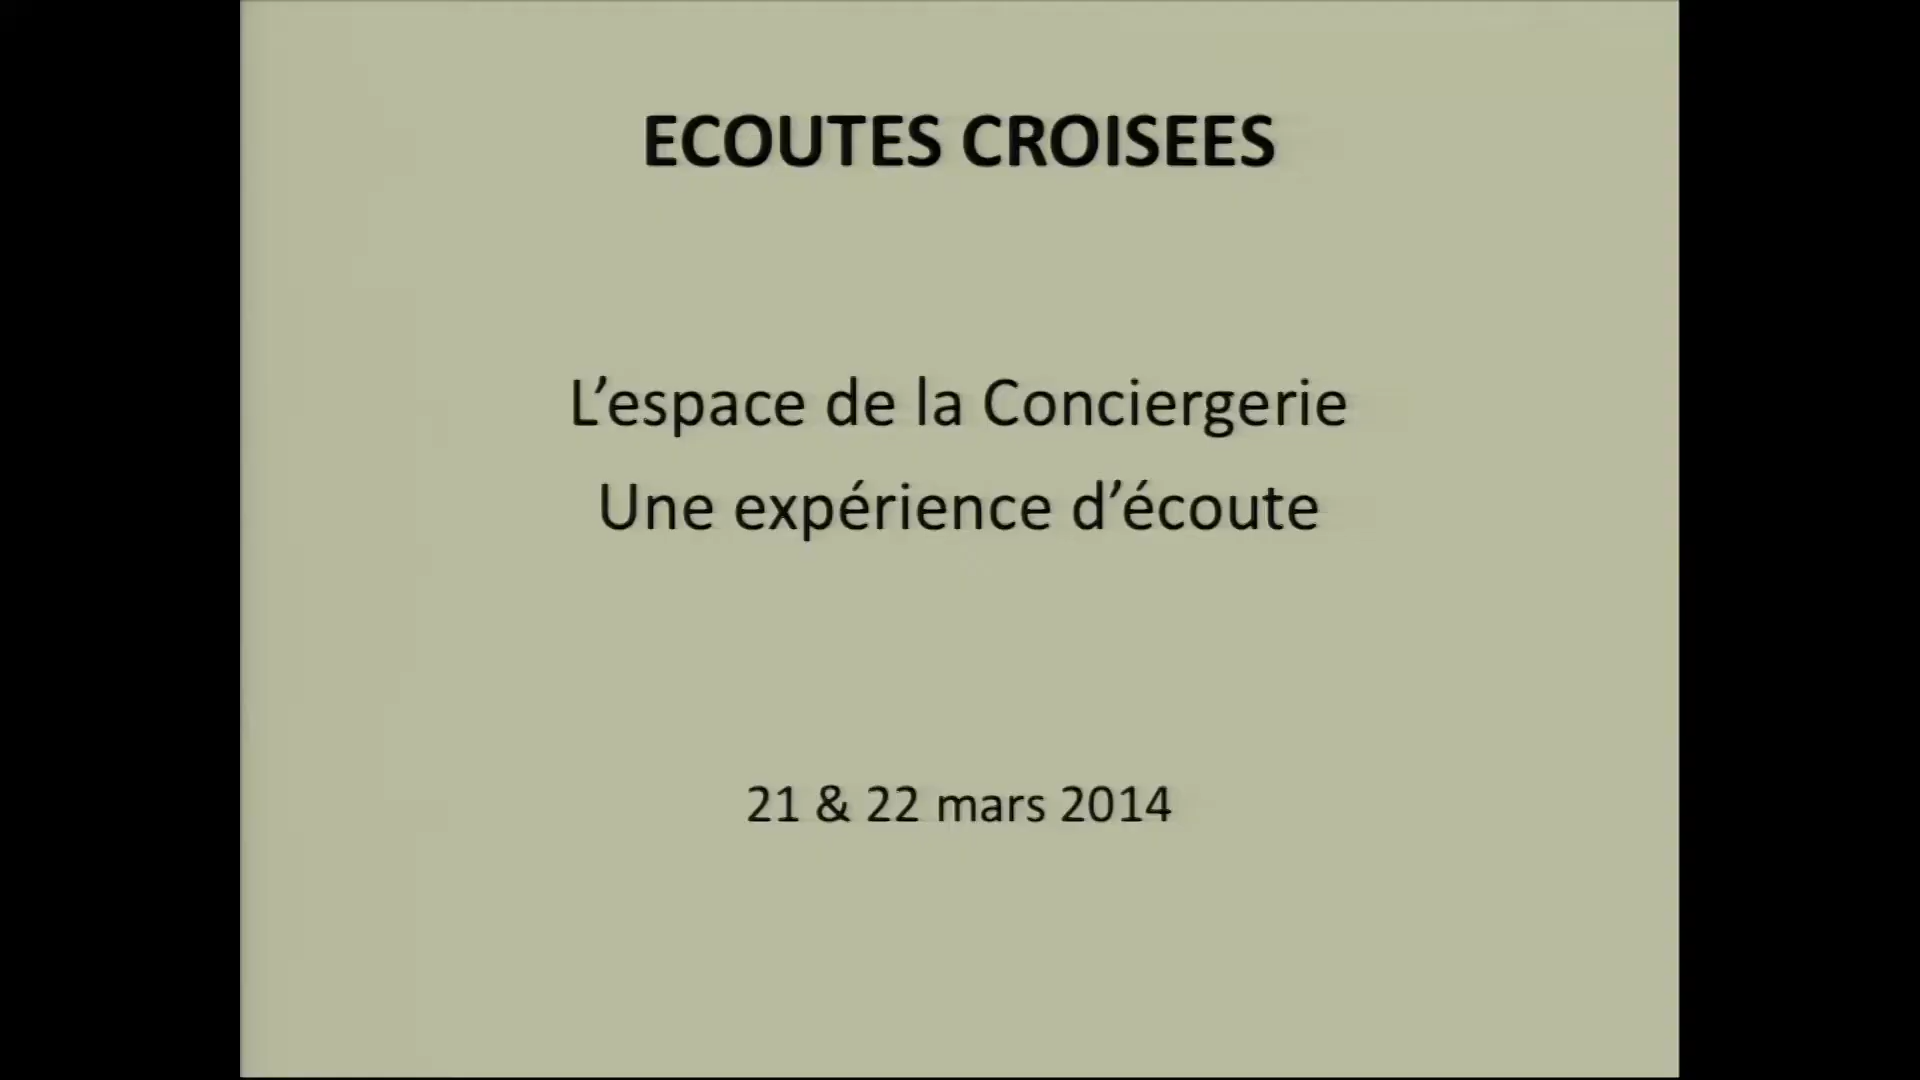 ECOUTES CROISEES
L’espace de la Conciergerie
Une expérience d’écoute
21 & 22 mars 2014